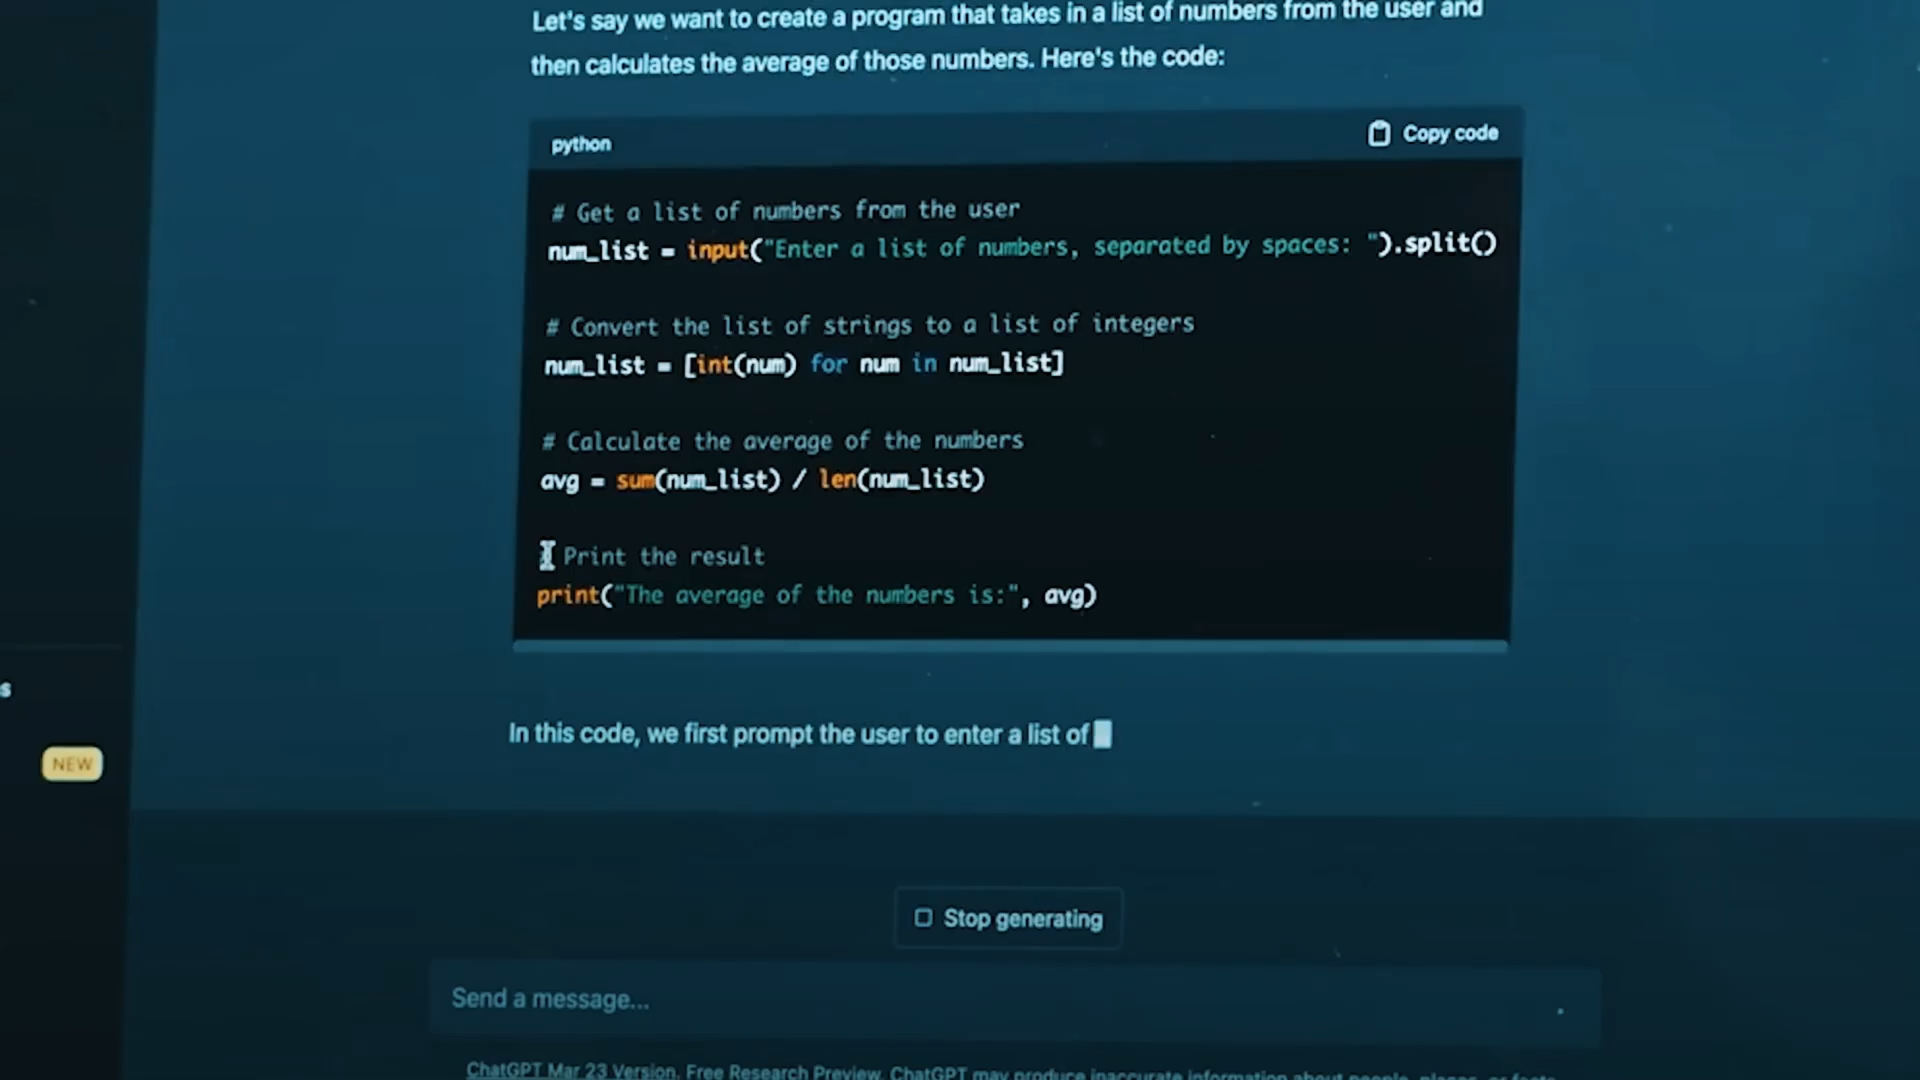 Let's say we want to create a program that takes in a list of numbers from the user and
then calculates the average of those numbers. Here's the code:
python
Copy code
# Get a list of numbers from the user
num_list = input("Enter a list of numbers, separated by spaces: ").split()
# Convert the list of strings to a list of integers
num_list = [int(num) for num in num_list]
# Calculate the average of the numbers
avg = sum(num_list) / len(num_list)
Print the result
print("The average of the numbers is:", avg)
s
NEW
In this code, we first prompt the user to enter a list of
Stop generating
Send a message...
ChatGPT Mar 23 Version. Free Research Preview. ChatGPT may produce inaccurate information about people, places, or facts